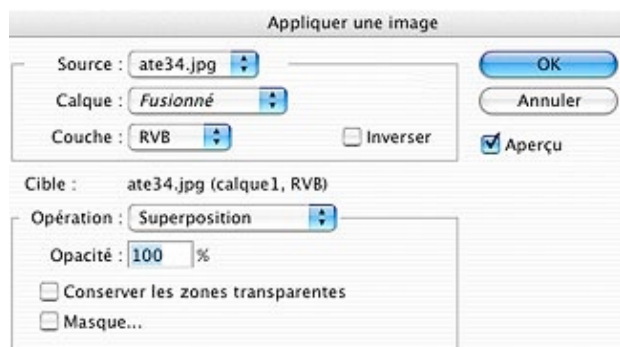 Appliquer une image
Source : ate34.jpg
OK
Calque : Fusionné
Annuler
Couche : RVB
Inverser
Aperçu
Cible : ate34.jpg (calque1, RVB)
Opération : Superposition
Opacité : 100 %
Conserver les zones transparentes
Masque...